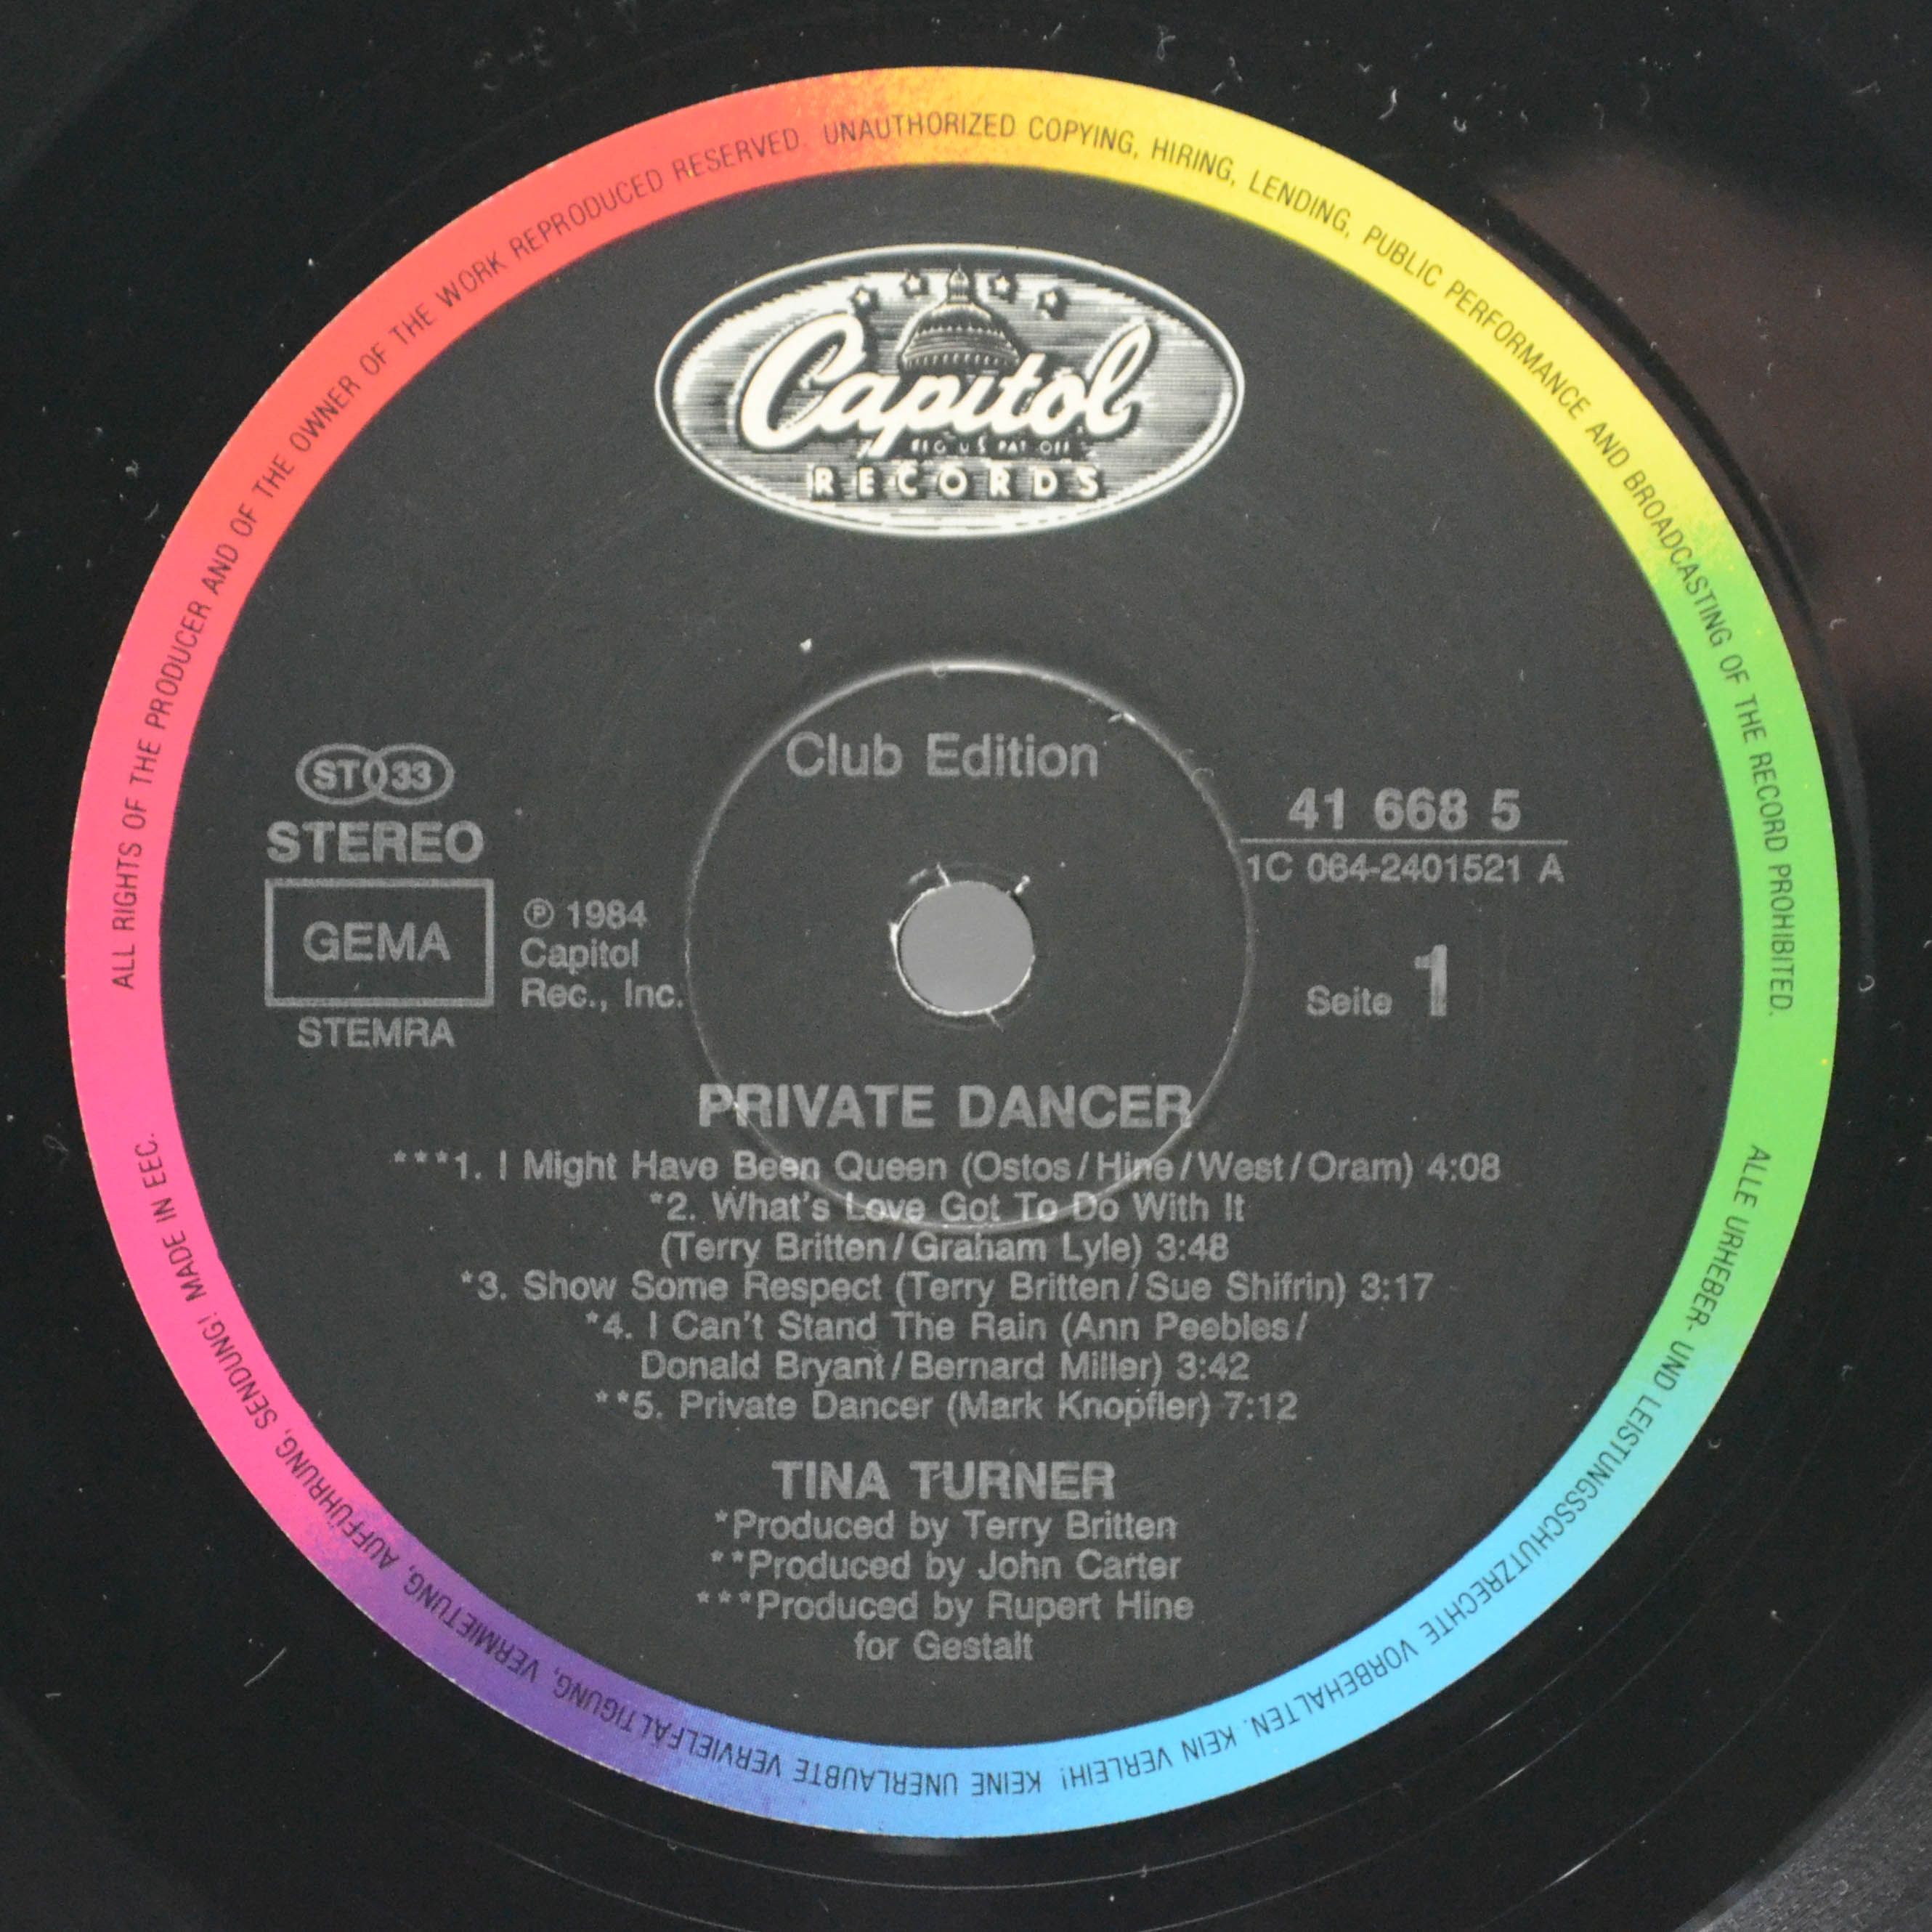 ALL RIGHTS OF THE PRODUCER AND OF THE OWNER OF THE WORK REPRODUCED RESERVED. UNAUTHORIZED COPYING, HIRING, LENDING, PUBLIC PERFORMANCE AND BROADCASTING OF THE RECORD PROHIBITED.
Capitol
REG. U.S. PAT. OFF.
RECORDS
Club Edition
ST 33
STEREO
GEMA
STEMRA
℗ 1984
Capitol
Rec., Inc.
41 668 5
1C 064-2401521 A
Seite 1
PRIVATE DANCER
***1. I Might Have Been Queen (Ostos/Hine/West/Oram) 4:08
*2. What's Love Got To Do With It
(Terry Britten/Graham Lyle) 3:48
*3. Show Some Respect (Terry Britten/Sue Shifrin) 3:17
*4. I Can't Stand The Rain (Ann Peebles/
Donald Bryant/Bernard Miller) 3:42
**5. Private Dancer (Mark Knopfler) 7:12
TINA TURNER
*Produced by Terry Britten
**Produced by John Carter
***Produced by Rupert Hine
for Gestalt
ALLE URHEBER- UND LEISTUNGSSCHUTZRECHTE VORBEHALTEN. KEIN VERLEIH! KEINE UNERLAUBTE VERVIELFÄLTIGUNG, VERMIETUNG, AUFFÜHRUNG, SENDUNG! MADE IN EEC.